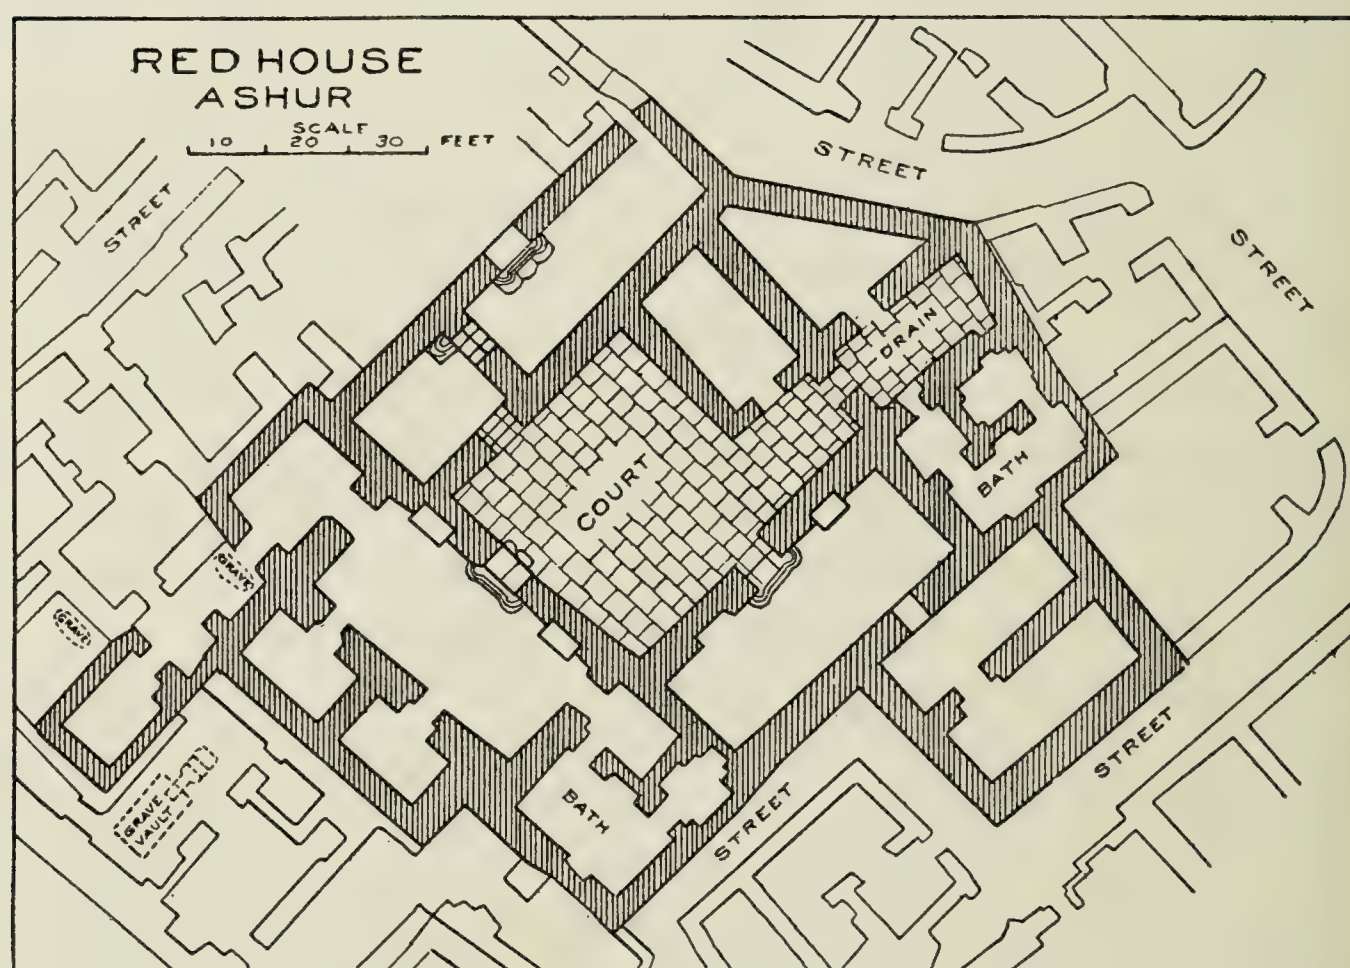 RED HOUSE
ASHUR
SCALE
10 20 30 FEET
STREET
STREET
STREET
DRAIN
COURT
BATH
GRAVE
GRAVE
GRAVE
VAULT
BATH
STREET
STREET